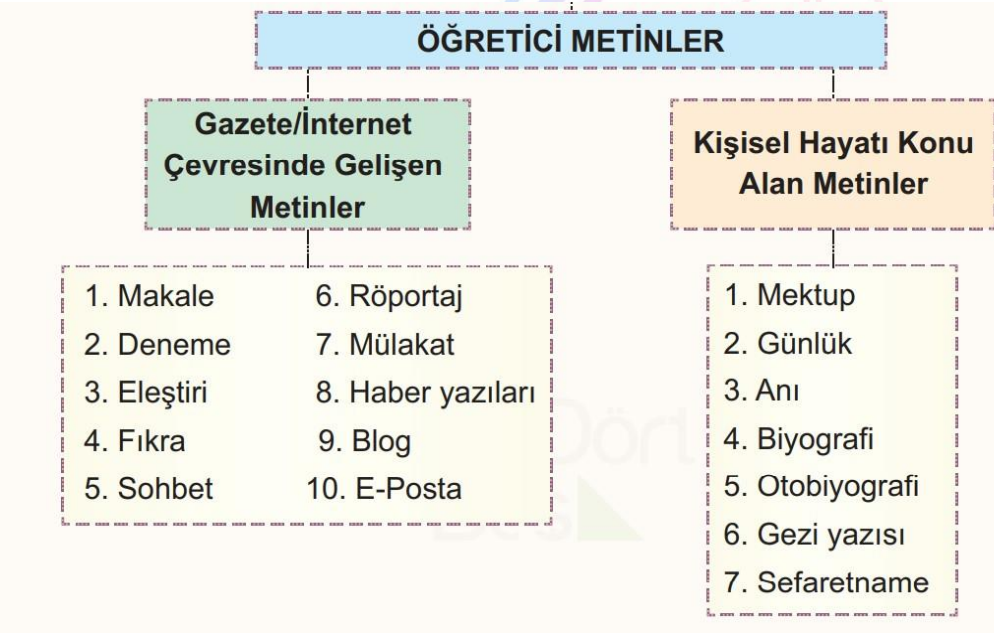 ÖĞRETİCİ METİNLER
Gazete/İnternet
Çevresinde Gelişen
Metinler
1. Makale
2. Deneme
3. Eleştiri
4. Fıkra
5. Sohbet
6. Röportaj
7. Mülakat
8. Haber yazıları
9. Blog
10. E-Posta
Kişisel Hayatı Konu
Alan Metinler
1. Mektup
2. Günlük
3. Anı
4. Biyografi
5. Otobiyografi
6. Gezi yazısı
7. Sefaretname
Dört